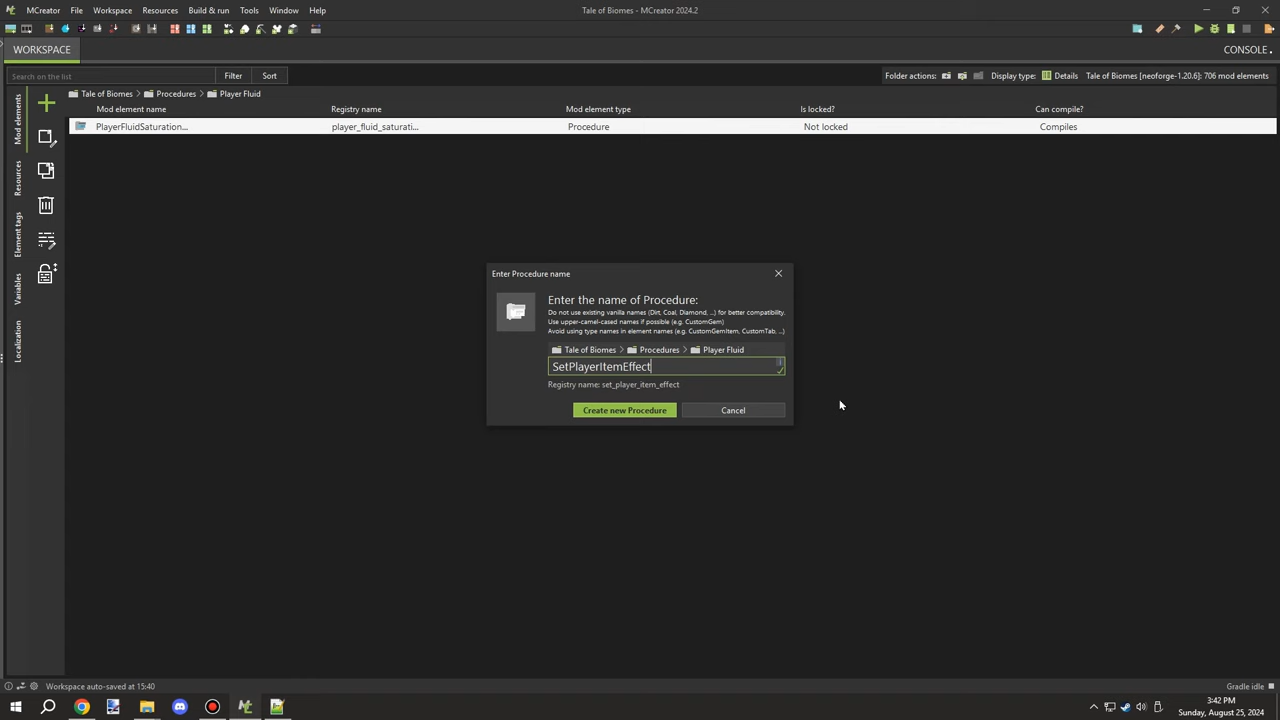 MCreator File Workspace Resources Build & run Tools Window Help
Tale of Biomes - MCreator 2024.2
WORKSPACE
CONSOLE
Search on the list
Filter
Sort
Folder actions:
Display type:
Details
Tale of Biomes [neoforge-1.20.6]: 706 mod elements
Tale of Biomes > Procedures > Player Fluid
Mod element name
Registry name
Mod element type
Is locked?
Can compile?
PlayerFluidSaturation...
player_fluid_saturati...
Procedure
Not locked
Compiles
Mod elements
Resources
Element tags
Variables
Localization
Enter Procedure name
Enter the name of Procedure:
Do not use existing vanilla names (Dirt, Coal, Diamond, ..) for better compatibility.
Use upper-camel-cased names if possible (e.g. CustomGem)
Avoid using type names in element names (e.g. CustomGemItem, CustomTab, ...)
Tale of Biomes > Procedures > Player Fluid
SetPlayerItemEffect
Registry name: set_player_item_effect
Create new Procedure
Cancel
Workspace auto-saved at 15:40
Gradle idle
3:42 PM
Sunday, August 25, 2024